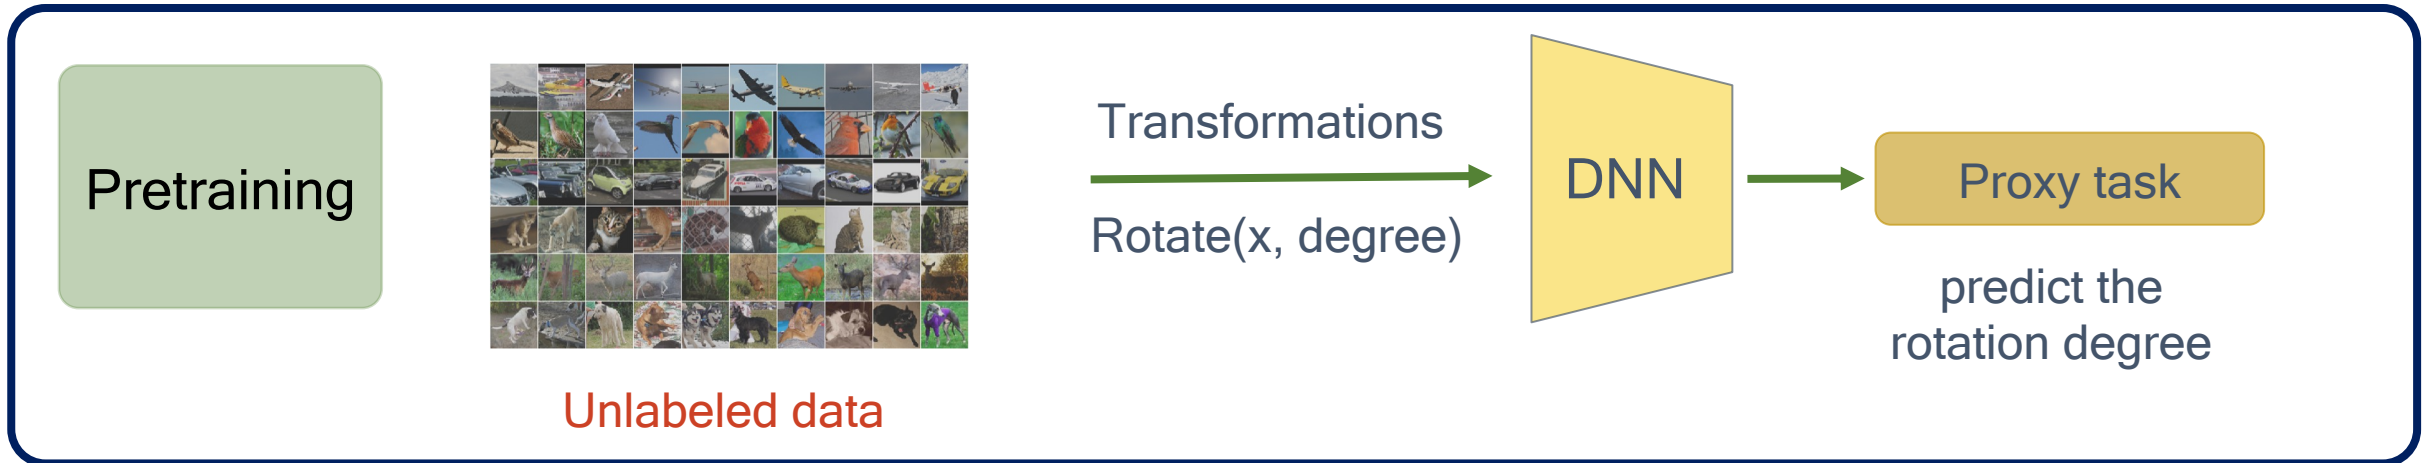 Pretraining
Unlabeled data
Transformations
Rotate(x, degree)
DNN
Proxy task
predict the
rotation degree